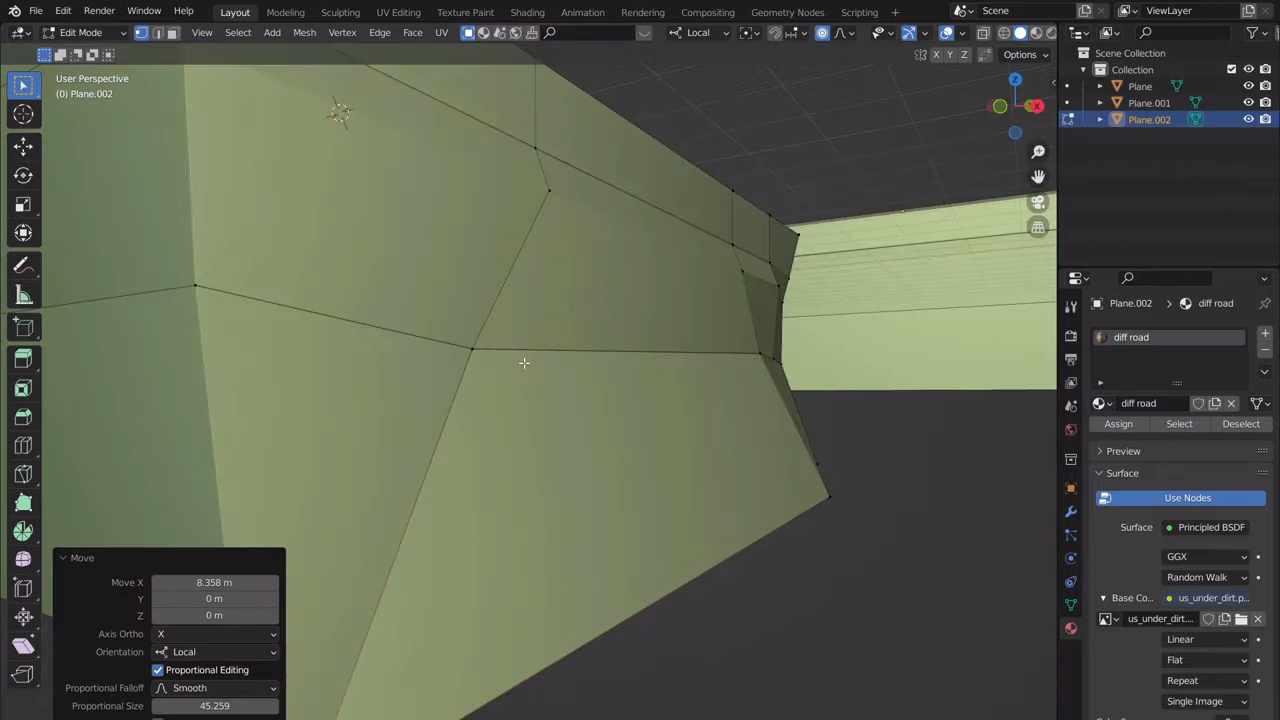 File Edit Render Window Help Layout Modeling Sculpting UV Editing Texture Paint Shading Animation Rendering Compositing Geometry Nodes Scripting + Scene ViewLayer
Edit Mode View Select Add Mesh Vertex Edge Face UV Local
X Y Z Options
User Perspective
(0) Plane.002
Z
X
Scene Collection
Collection
Plane
Plane.001
Plane.002
Plane.002 > diff road
diff road
diff road
Assign Select Deselect
Preview
Surface
Use Nodes
Surface Principled BSDF
GGX
Random Walk
Base Co... us_under_dirt.p...
us_under_dirt....
Linear
Flat
Repeat
Single Image
Move
Move X 8.358 m
Y 0 m
Z 0 m
Axis Ortho X
Orientation Local
Proportional Editing
Proportional Falloff Smooth
Proportional Size 45.259